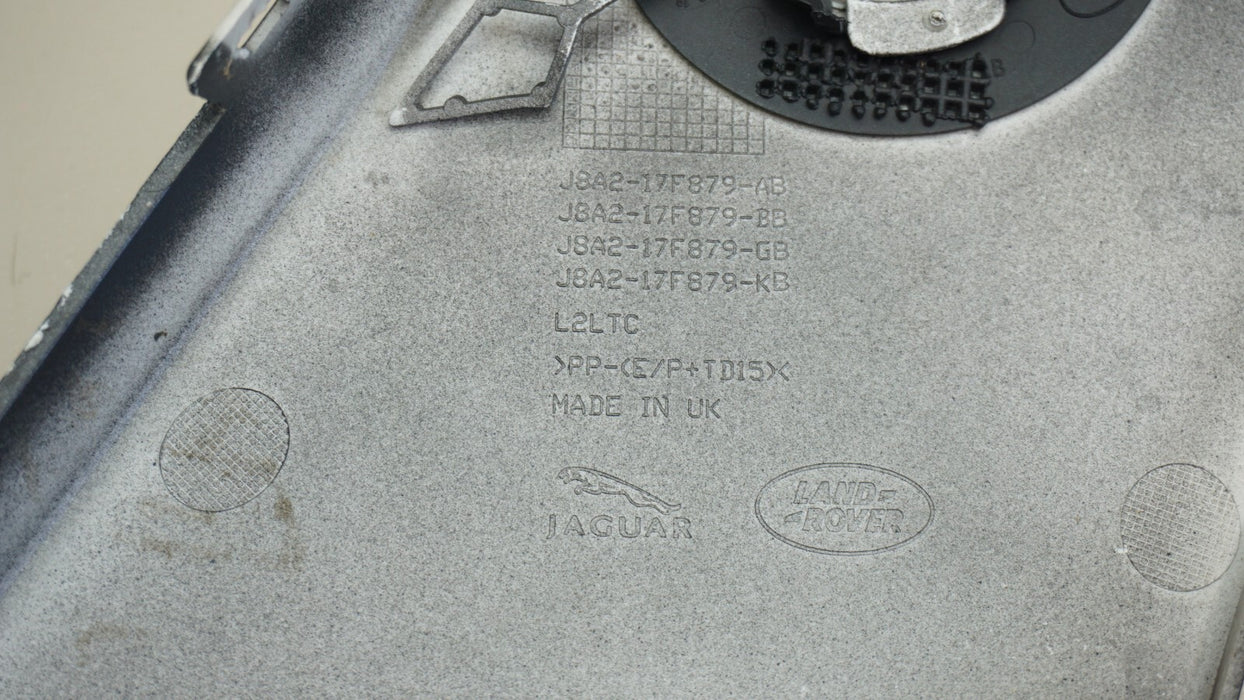 J8A2-17F879-AB
J8A2-17F879-BB
J8A2-17F879-GB
J8A2-17F879-KB
L2LTC
>PP-(E/P+TD15)<
MADE IN UK
JAGUAR
LAND-
-ROVER